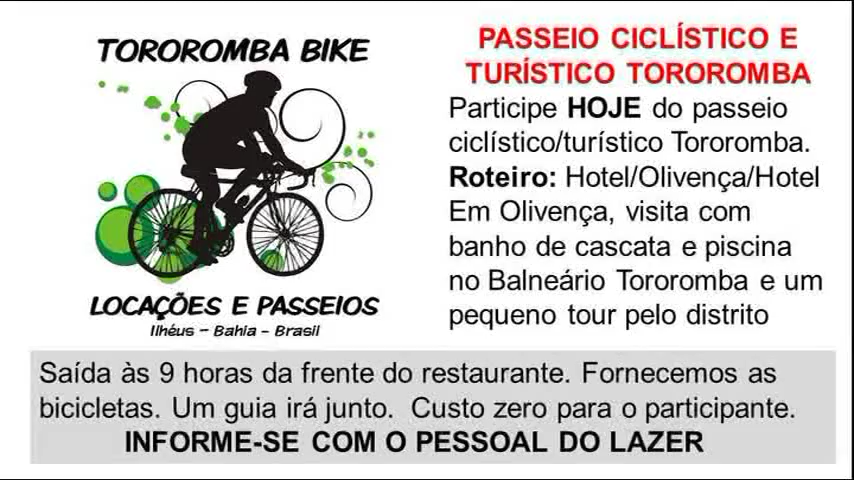 TOROROMBA BIKE
LOCAÇÕES E PASSEIOS
Ilhéus - Bahia - Brasil
PASSEIO CICLÍSTICO E
TURÍSTICO TOROROMBA
Participe HOJE do passeio
ciclístico/turístico Tororomba.
Roteiro: Hotel/Olivença/Hotel
Em Olivença, visita com
banho de cascata e piscina
no Balneário Tororomba e um
pequeno tour pelo distrito
Saída às 9 horas da frente do restaurante. Fornecemos as
bicicletas. Um guia irá junto. Custo zero para o participante.
INFORME-SE COM O PESSOAL DO LAZER